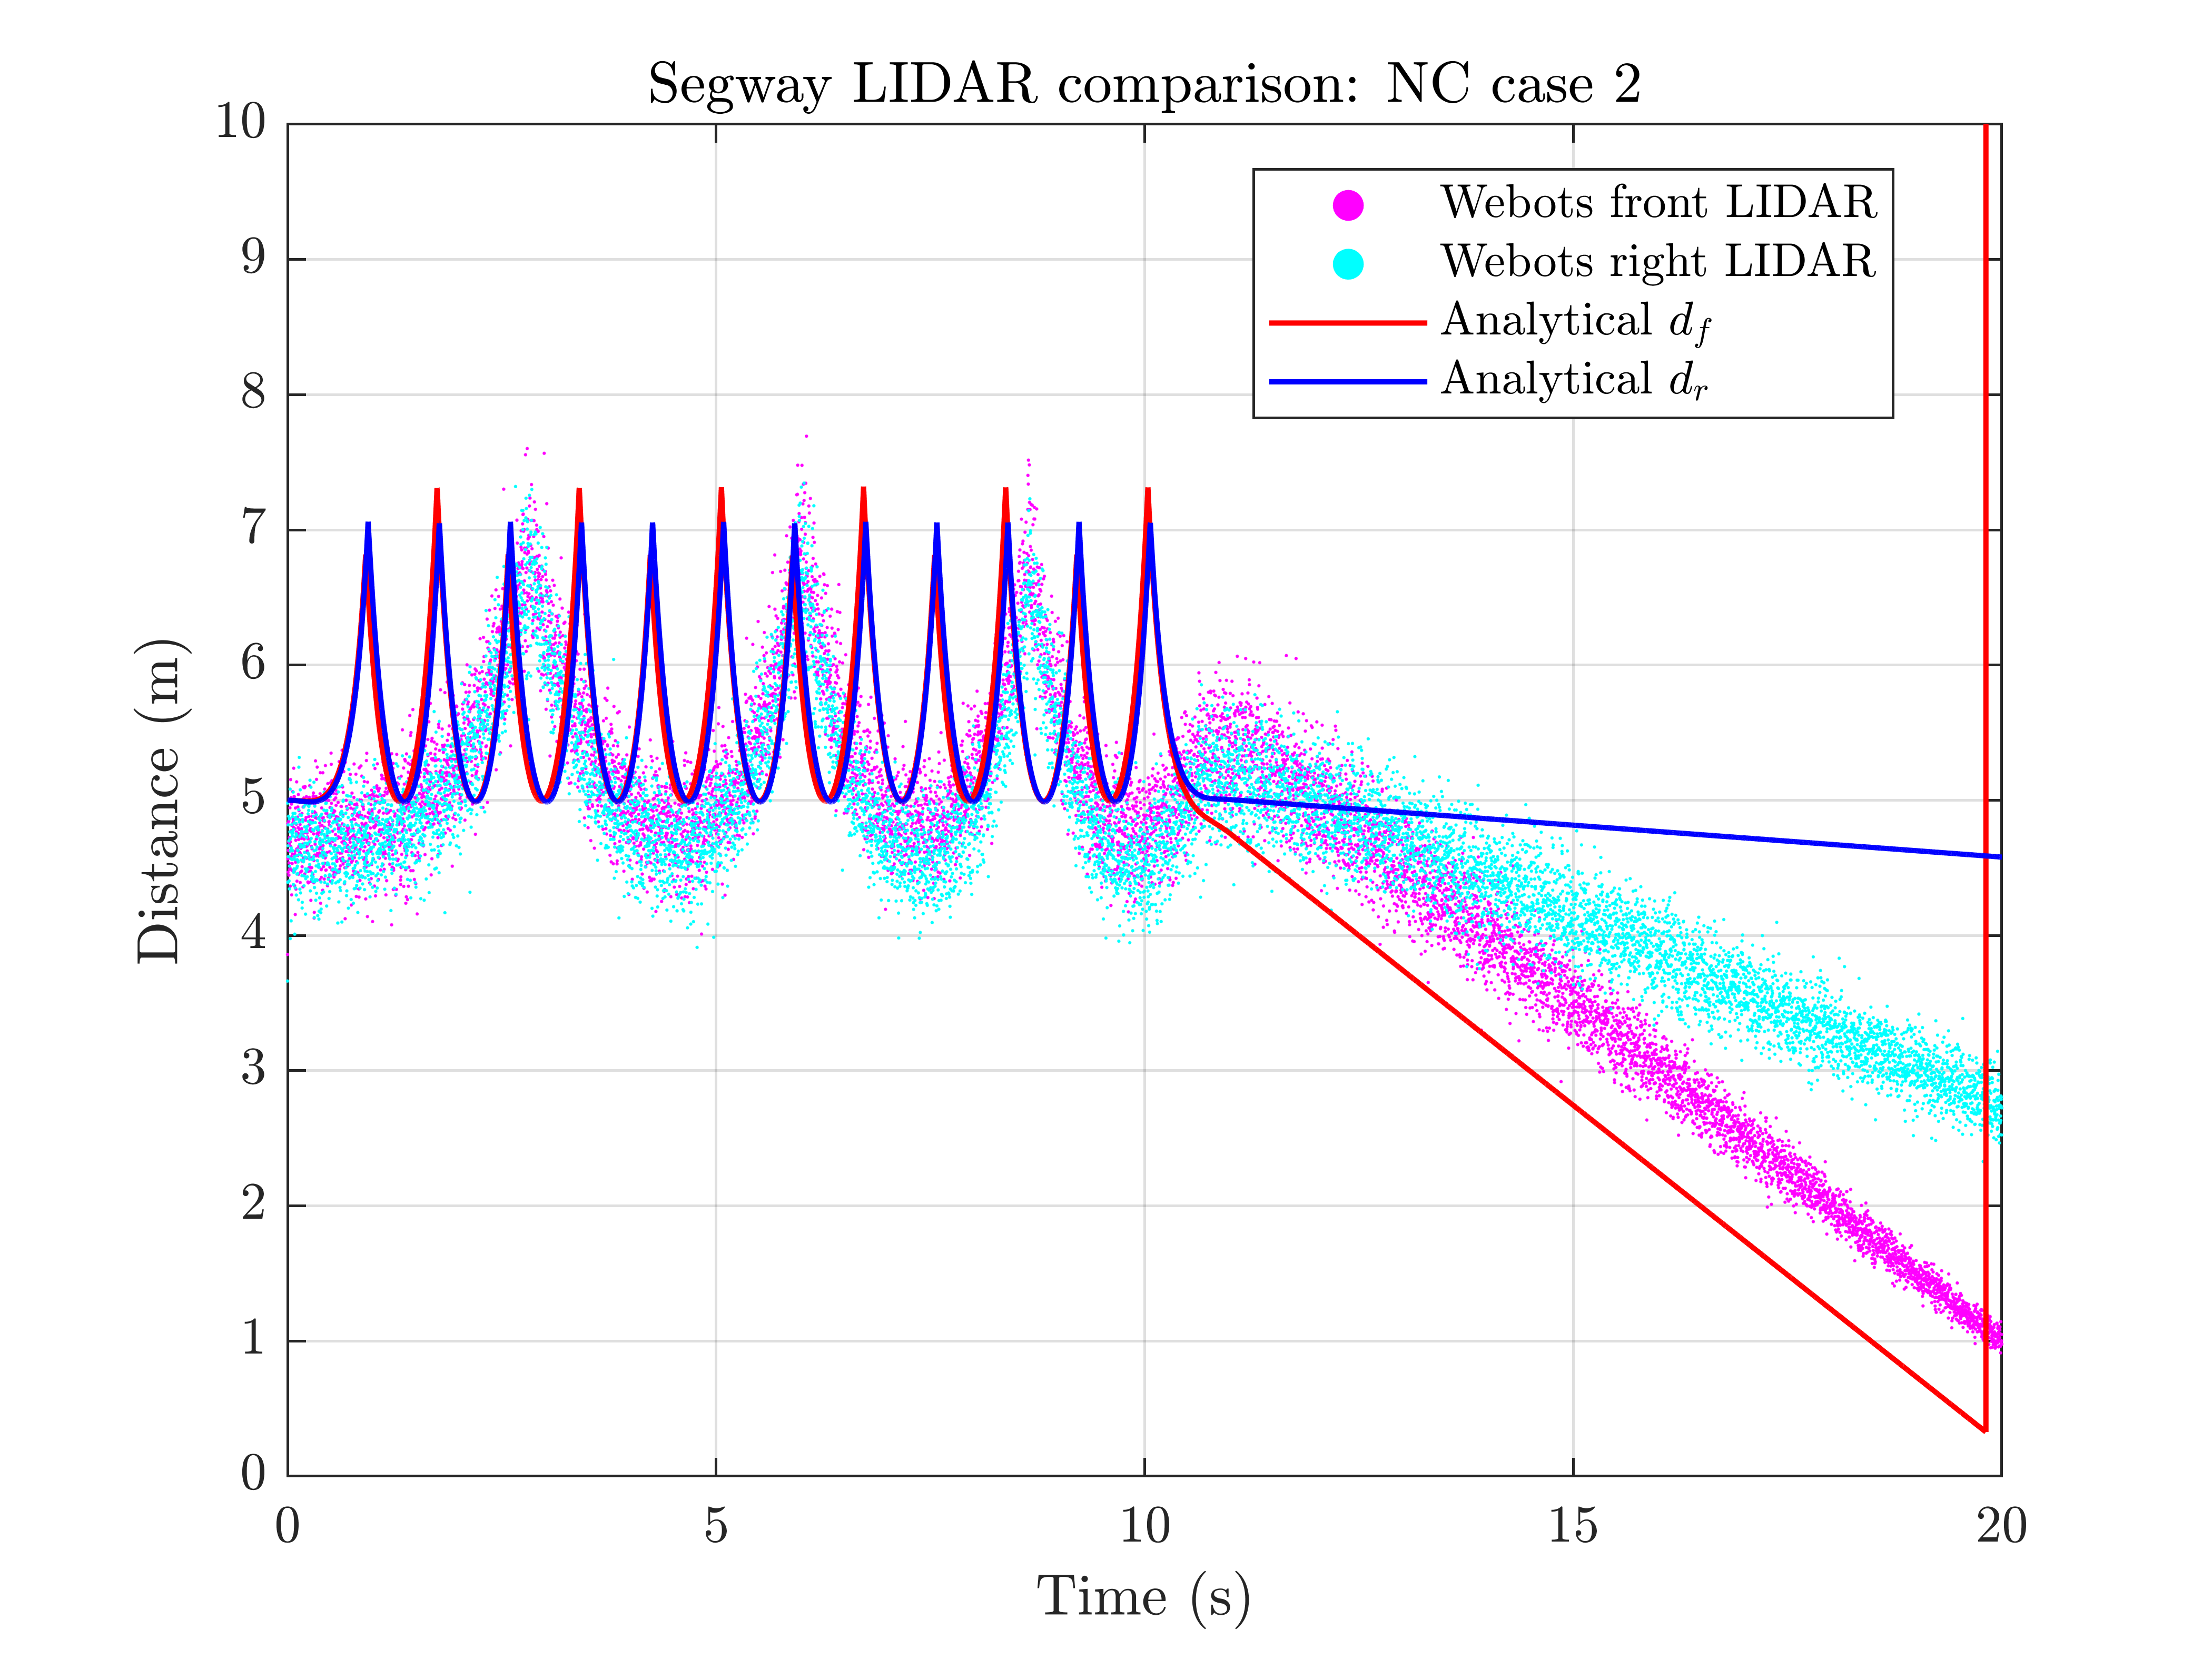 Segway LIDAR comparison: NC case 2
10
9
8
7
6
5
4
3
2
1
0
Distance (m)
Webots front LIDAR
Webots right LIDAR
Analytical d_f
Analytical d_r
0 5 10 15 20
Time (s)